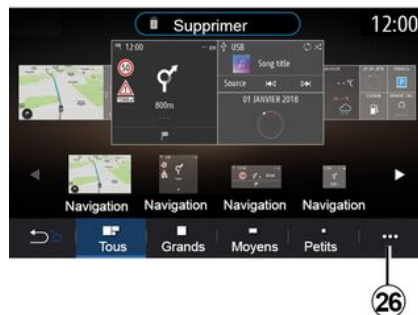 Supprimer
12:00
12:00
USB
50
Song title
800m
Source
01 JANVIER 2018
Navigation
Navigation
Navigation
Navigation
Tous
Grands
Moyens
Petits
26